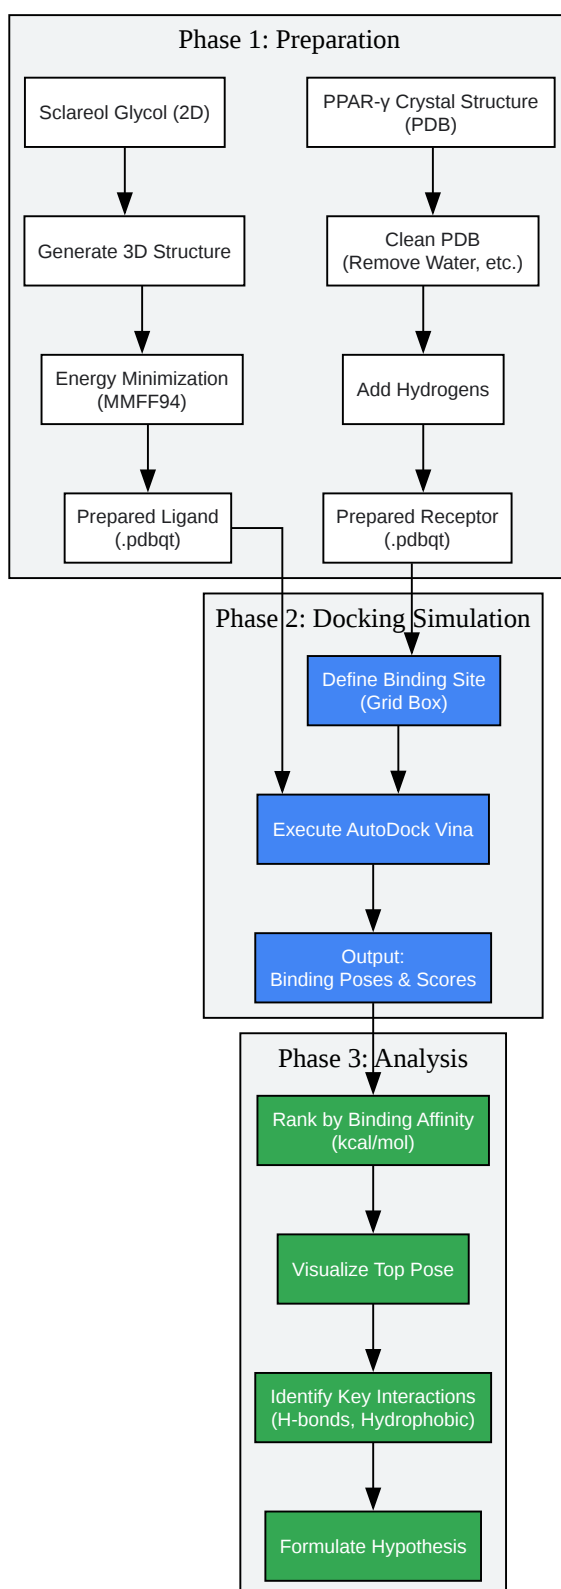 Phase 1: Preparation
Sclareol Glycol (2D)
PPAR-γ Crystal Structure
(PDB)
Generate 3D Structure
Clean PDB
(Remove Water, etc.)
Energy Minimization
(MMFF94)
Add Hydrogens
Prepared Ligand
(.pdbqt)
Prepared Receptor
(.pdbqt)
Phase 2: Docking Simulation
Define Binding Site
(Grid Box)
Execute AutoDock Vina
Output:
Binding Poses & Scores
Phase 3: Analysis
Rank by Binding Affinity
(kcal/mol)
Visualize Top Pose
Identify Key Interactions
(H-bonds, Hydrophobic)
Formulate Hypothesis